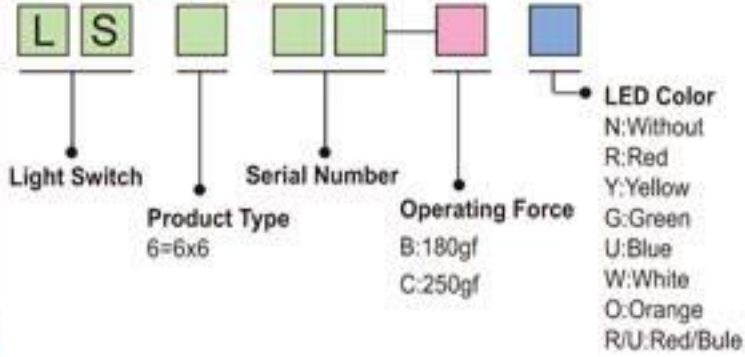 L S
Light Switch
Product Type
6=6x6
Serial Number
Operating Force
B:180gf
C:250gf
LED Color
N:Without
R:Red
Y:Yellow
G:Green
U:Blue
W:White
O:Orange
R/U:Red/Bule